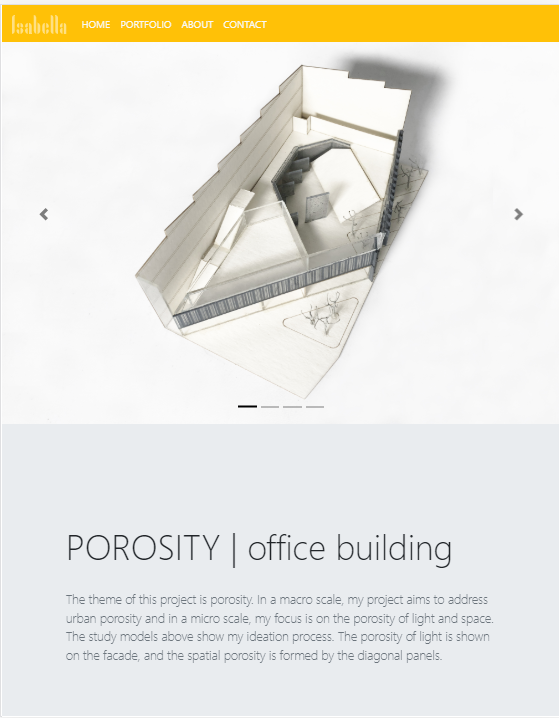 Isabella
HOME PORTFOLIO ABOUT CONTACT
POROSITY | office building
The theme of this project is porosity. In a macro scale, my project aims to address
urban porosity and in a micro scale, my focus is on the porosity of light and space.
The study models above show my ideation process. The porosity of light is shown
on the facade, and the spatial porosity is formed by the diagonal panels.